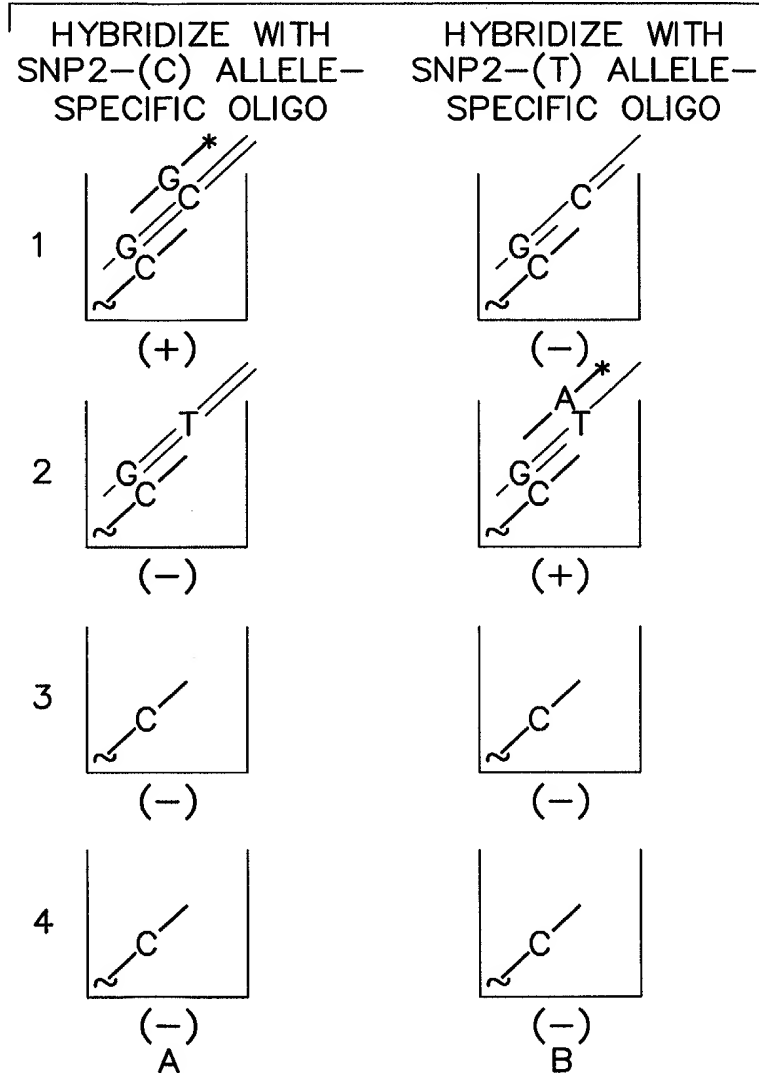 HYBRIDIZE WITH
SNP2-(C) ALLELE-
SPECIFIC OLIGO
HYBRIDIZE WITH
SNP2-(T) ALLELE-
SPECIFIC OLIGO
1
G *
C
G
C
~
(+)
C
G
C
~
(-)
2
T
G
C
~
(-)
A *
T
G
C
~
(+)
3
C
~
(-)
C
~
(-)
4
C
~
(-)
A
C
~
(-)
B